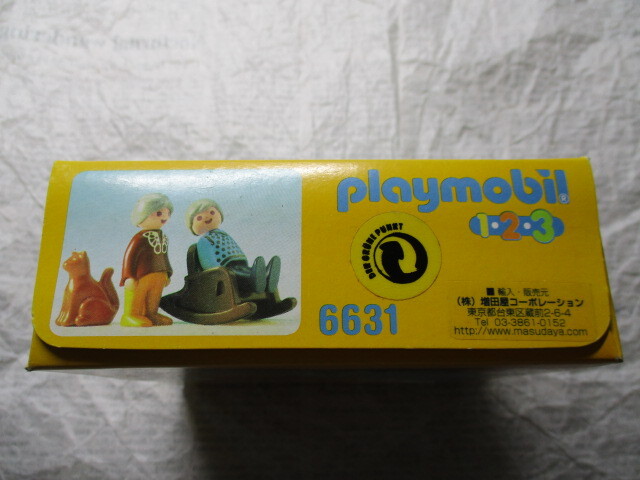 playmobil®
1·2·3
DER GRÜNE PUNKT
6631
■ 輸入・販売元
(株) 増田屋コーポレーション
東京都台東区蔵前2-6-4
Tel 03-3861-0152
http://www.masudaya.com/